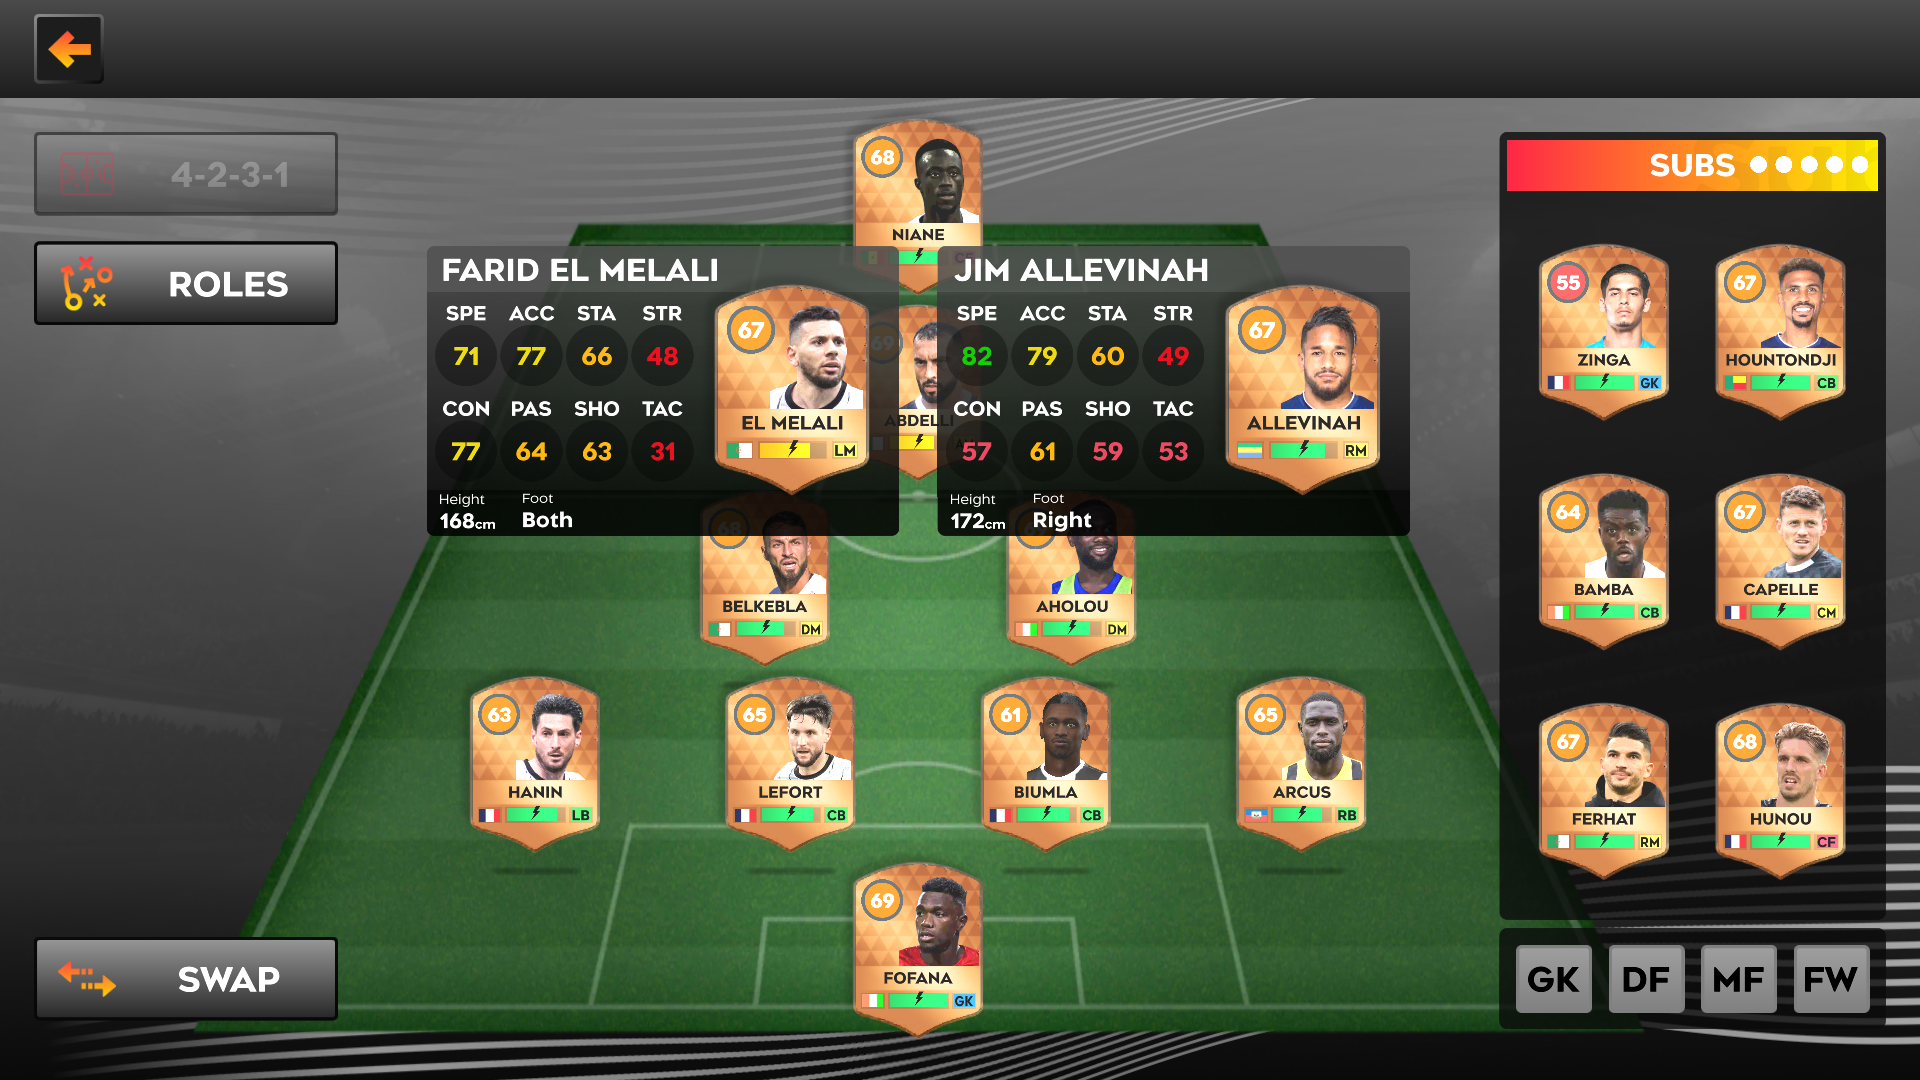 4-2-3-1
ROLES
SWAP
68
NIANE
CF
FARID EL MELALI
SPE ACC STA STR
71 77 66 48
CON PAS SHO TAC
77 64 63 31
Height Foot
168cm Both
67
EL MELALI
LM
69
ABDELLI
JIM ALLEVINAH
SPE ACC STA STR
82 79 60 49
CON PAS SHO TAC
57 61 59 53
Height Foot
172cm Right
67
ALLEVINAH
RM
68
BELKEBLA
DM
AHOLOU
DM
63
HANIN
LB
65
LEFORT
CB
61
BIUMLA
CB
65
ARCUS
RB
69
FOFANA
GK
SUBS
55
ZINGA
GK
67
HOUNTONDJI
CB
64
BAMBA
CB
67
CAPELLE
CM
67
FERHAT
RM
68
HUNOU
CF
GK DF MF FW